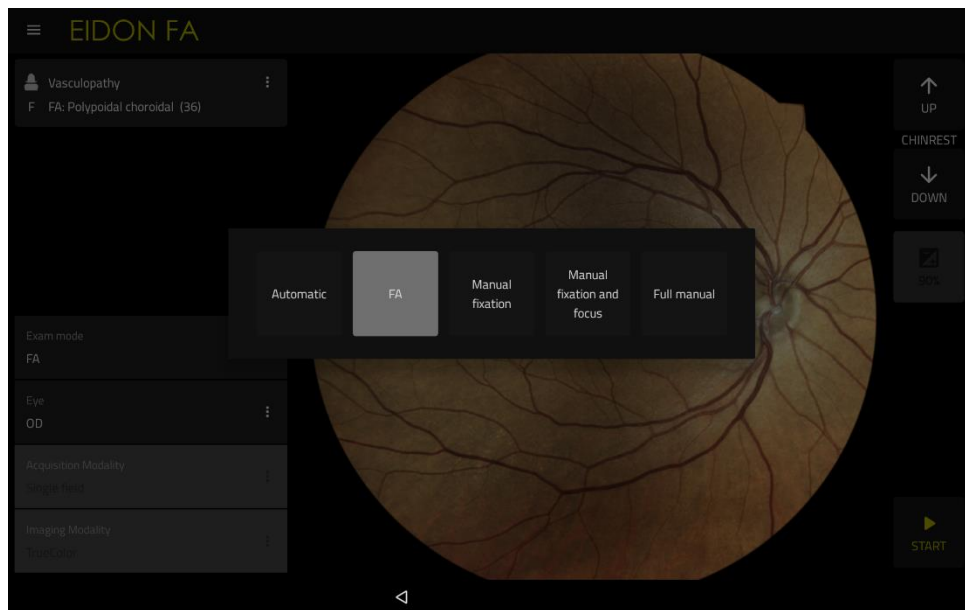 EIDON FA
Vasculopathy
F FA: Polypoidal choroidal (36)
UP
CHINREST
DOWN
90%
Automatic
FA
Manual
fixation
Manual
fixation and
focus
Full manual
Exam mode
FA
Eye
OD
Acquisition Modality
Single field
Imaging Modality
TrueColor
START